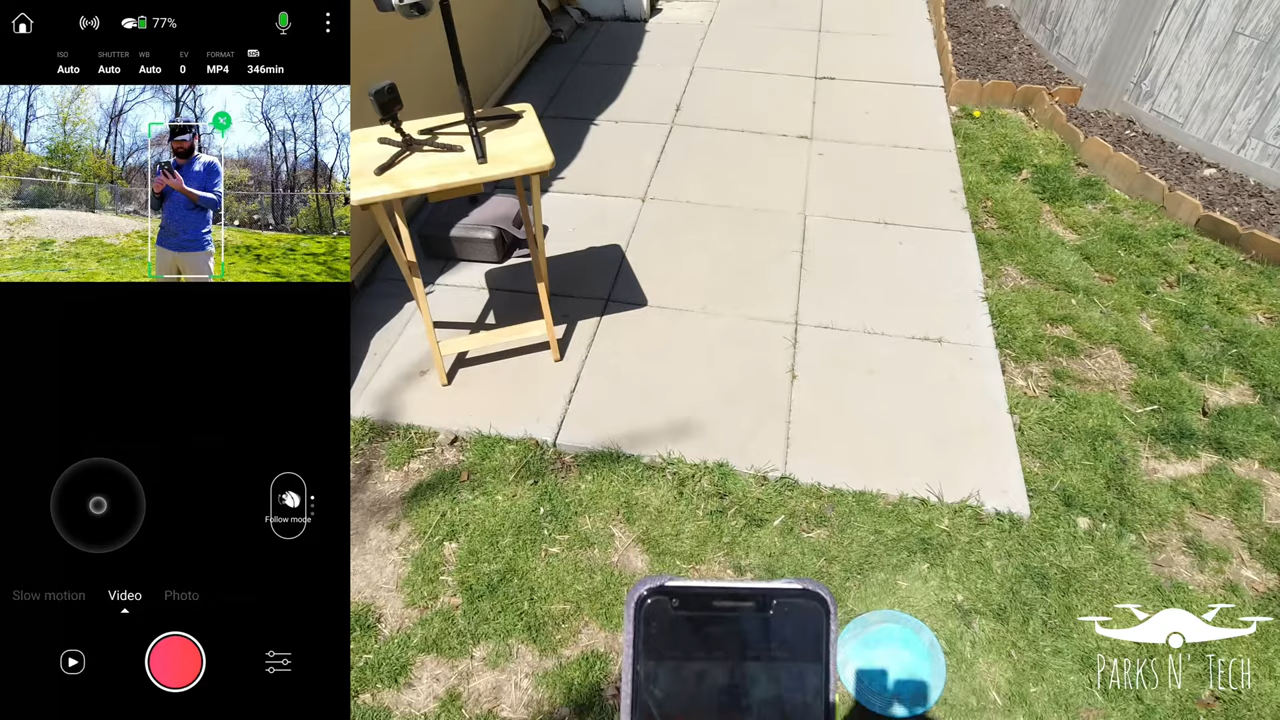 77%
ISO SHUTTER WB EV FORMAT
Auto Auto Auto 0 MP4 346min
Follow mode
Slow motion Video Photo
PARKS N' TECH